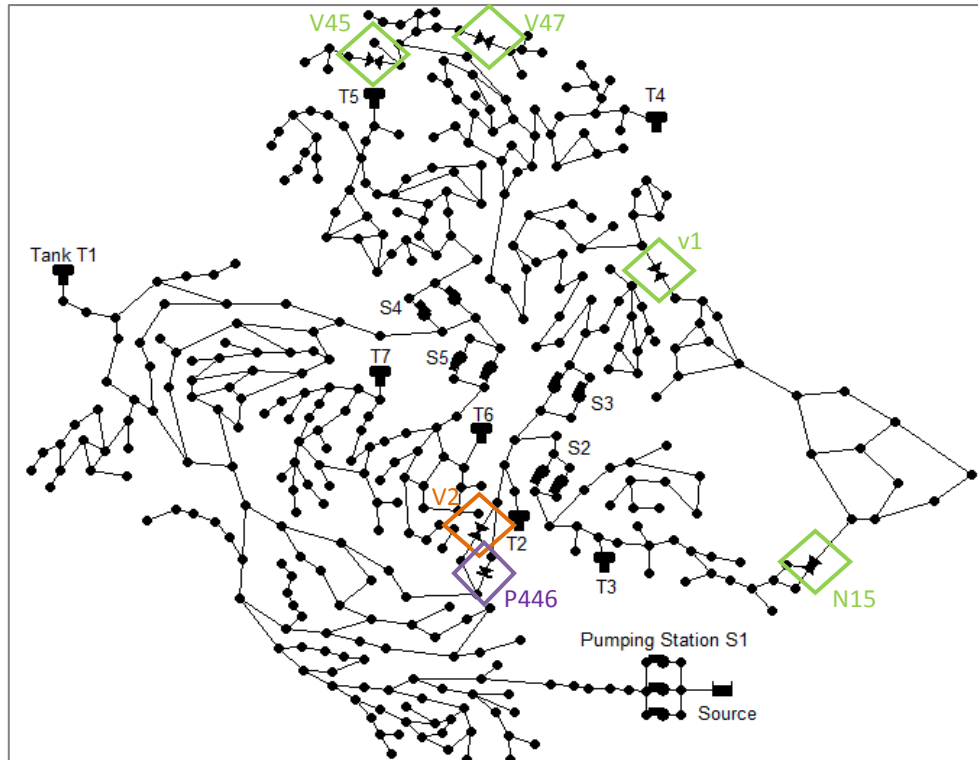 V45
V47
T5
T4
v1
Tank T1
S4
S5
T7
S3
T6
S2
V2
T2
T3
P446
N15
Pumping Station S1
Source